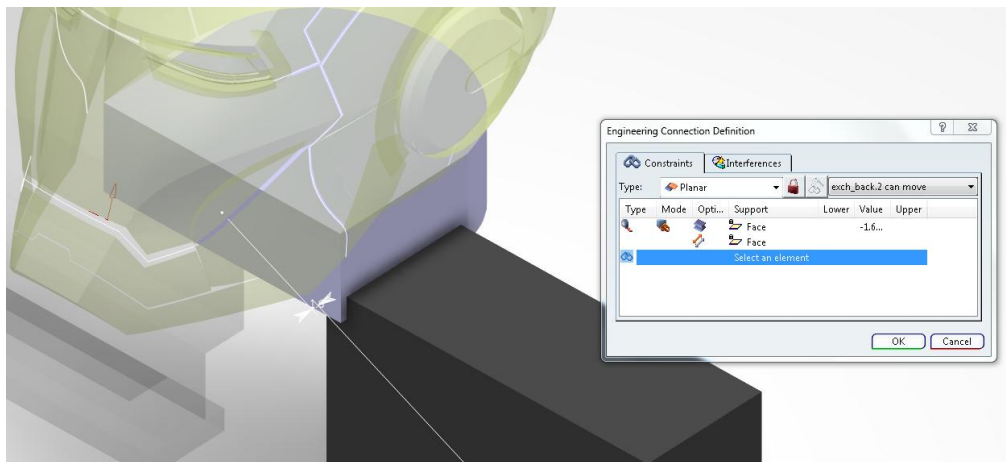 Engineering Connection Definition
Constraints Interferences
Type: Planar exch_back.2 can move
Type Mode Opti... Support Lower Value Upper
Face -1.6...
Face
Select an element
OK Cancel